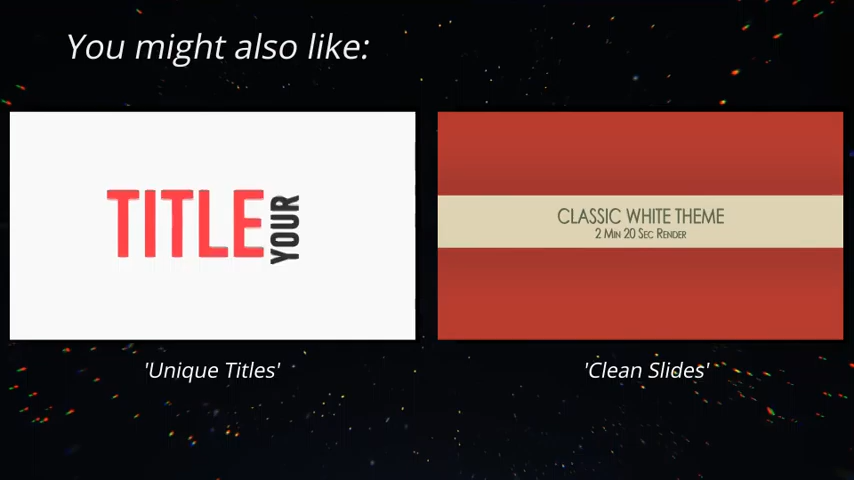 You might also like:
TITLE YOUR
CLASSIC WHITE THEME
2 MIN 20 SEC RENDER
'Unique Titles'
'Clean Slides'